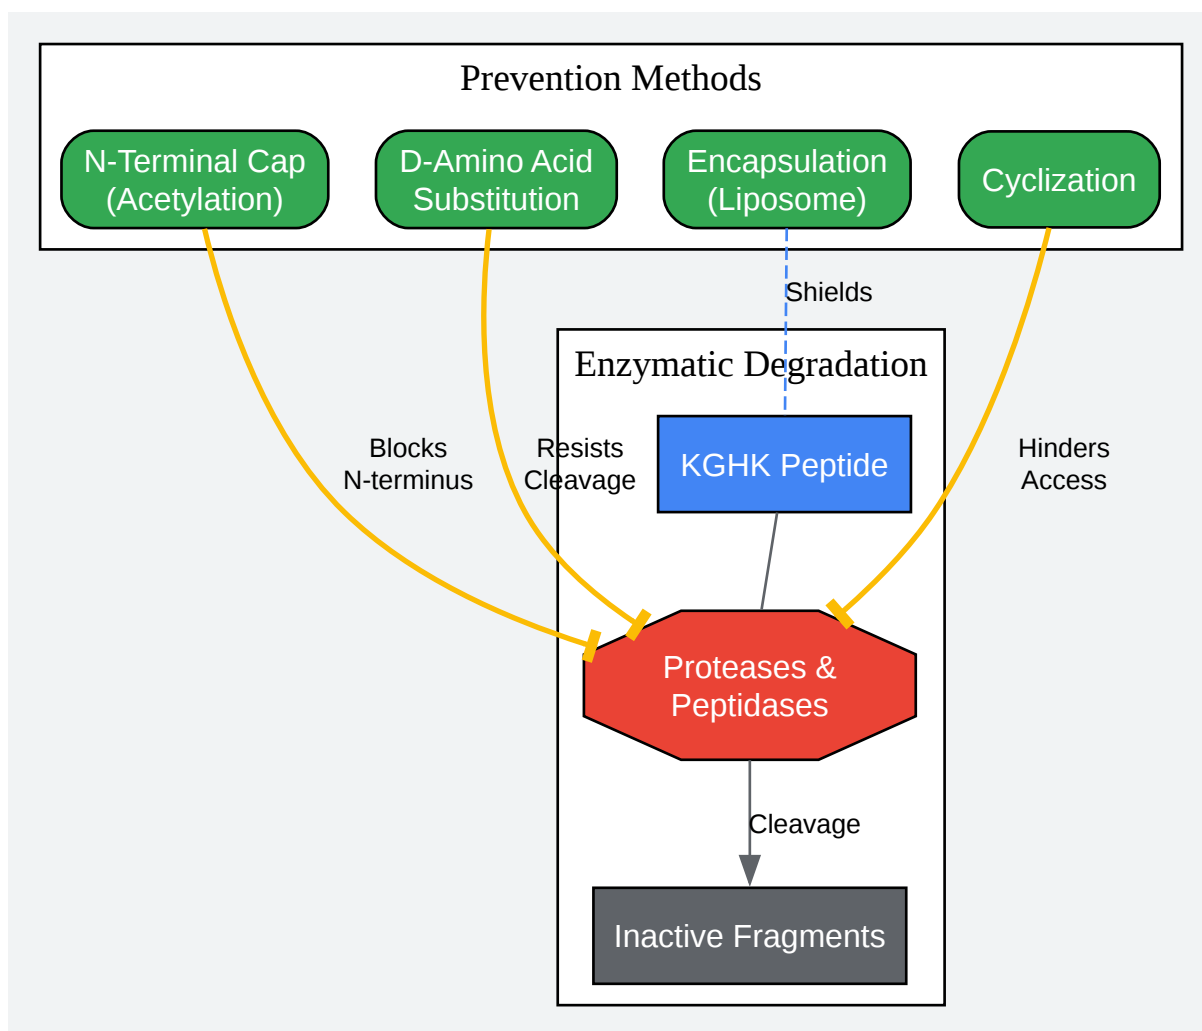 Prevention Methods
N-Terminal Cap
(Acetylation)
D-Amino Acid
Substitution
Encapsulation
(Liposome)
Cyclization
Shields
Enzymatic Degradation
Blocks
N-terminus
Resists
Cleavage
KGHK Peptide
Hinders
Access
Proteases &
Peptidases
Cleavage
Inactive Fragments